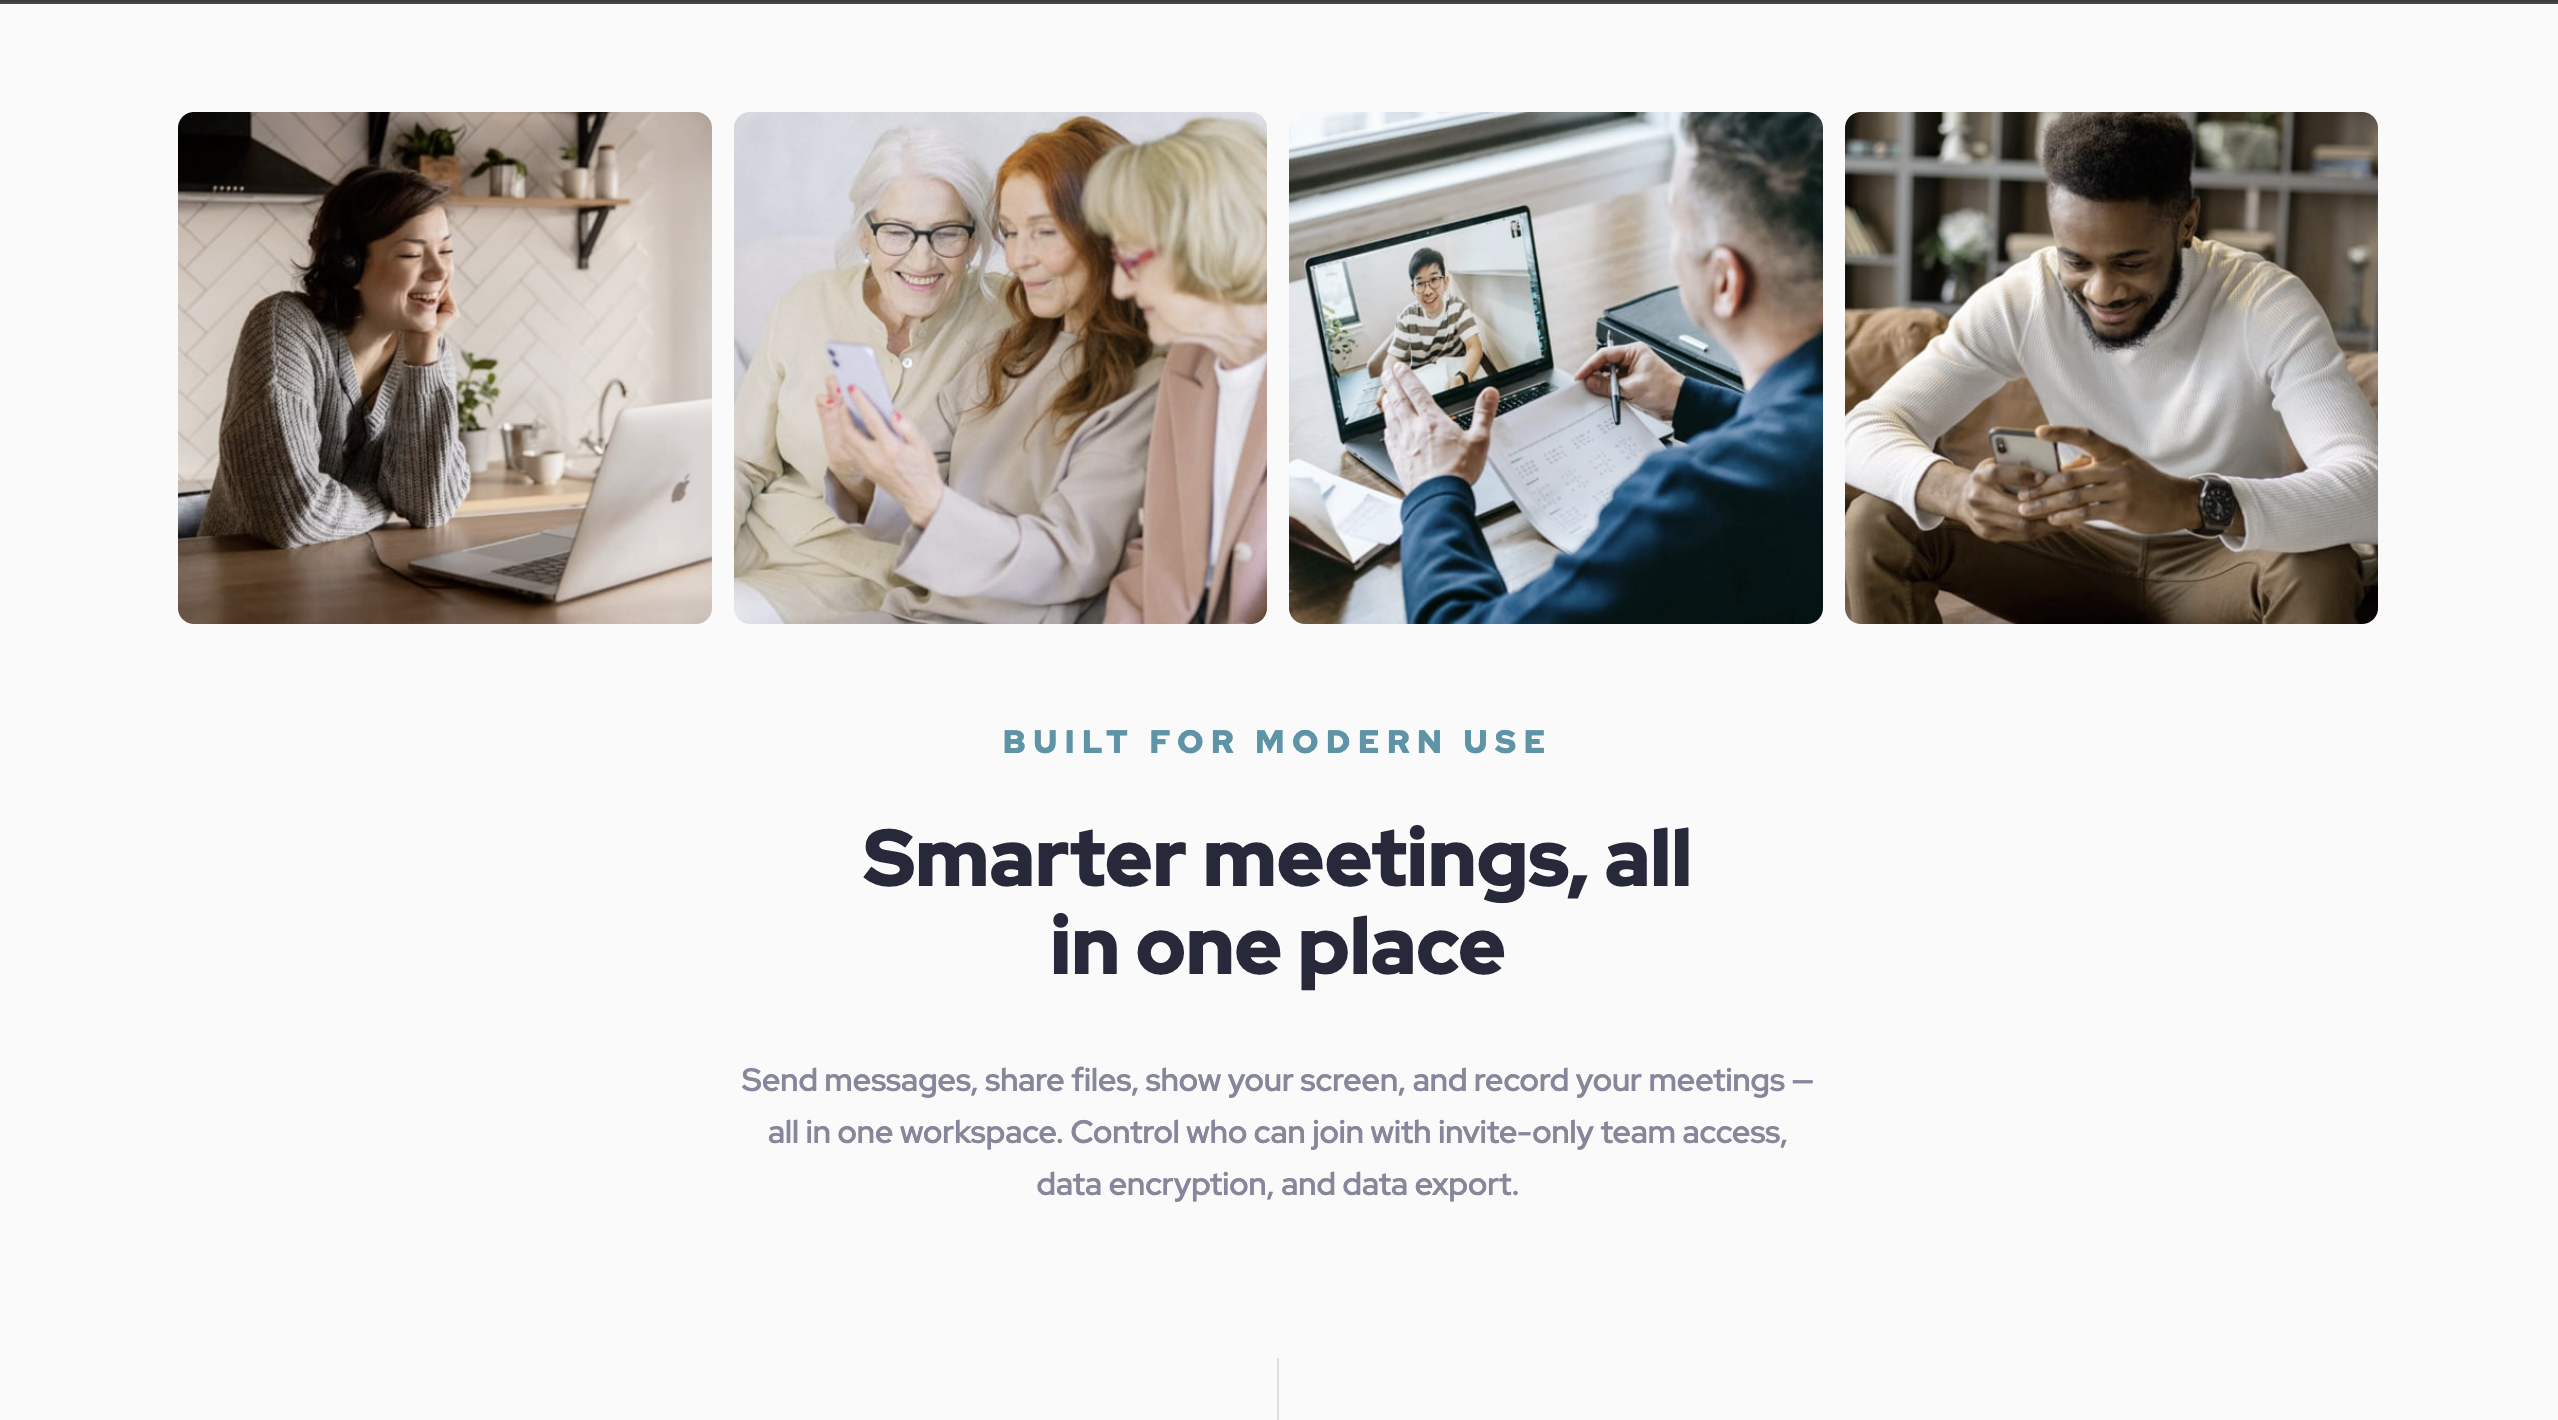 BUILT FOR MODERN USE
Smarter meetings, all
in one place
Send messages, share files, show your screen, and record your meetings —
all in one workspace. Control who can join with invite-only team access,
data encryption, and data export.